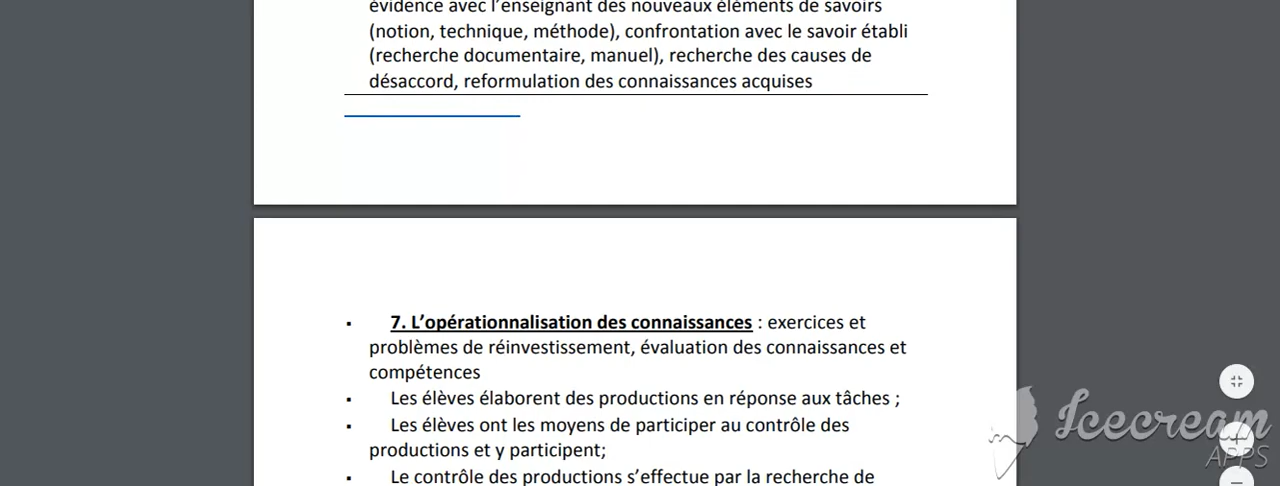 évidence avec l'enseignant des nouveaux éléments de savoirs
(notion, technique, méthode), confrontation avec le savoir établi
(recherche documentaire, manuel), recherche des causes de
désaccord, reformulation des connaissances acquises
▪ 7. L'opérationnalisation des connaissances : exercices et
problèmes de réinvestissement, évaluation des connaissances et
compétences
▪ Les élèves élaborent des productions en réponse aux tâches ;
▪ Les élèves ont les moyens de participer au contrôle des
productions et y participent;
▪ Le contrôle des productions s'effectue par la recherche de
Icecream
APPS